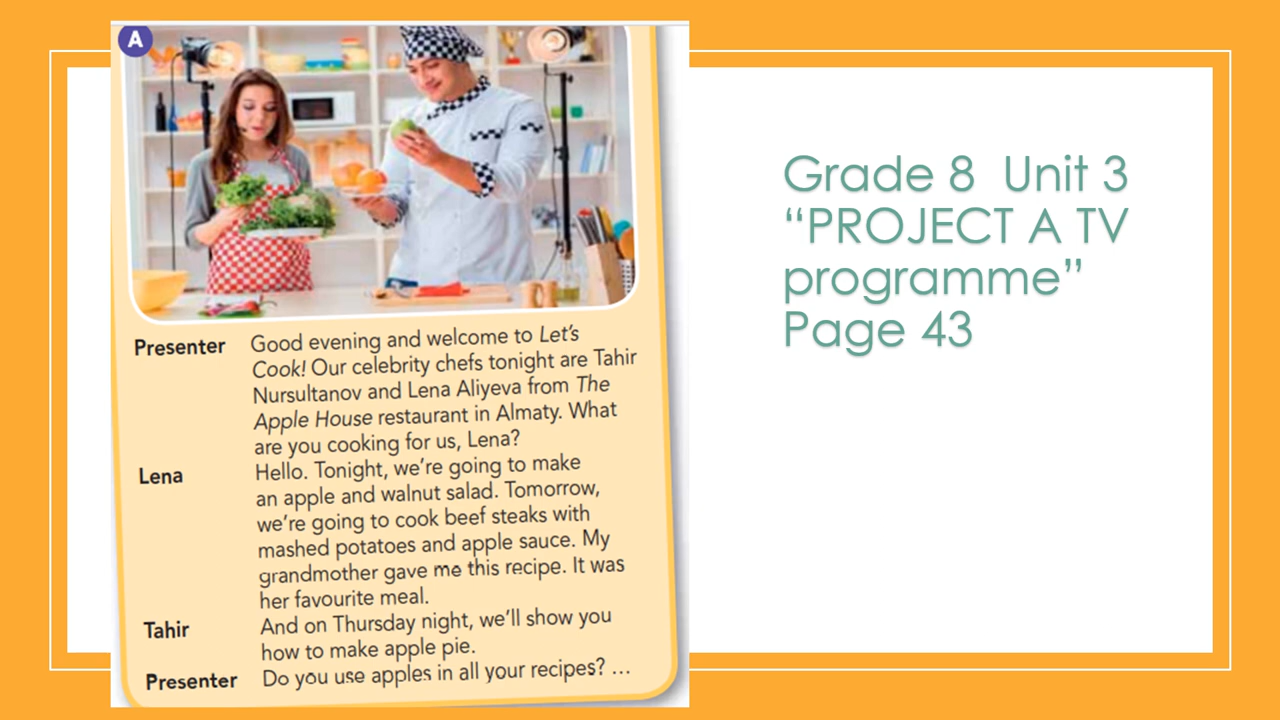 A
Presenter Good evening and welcome to Let's
Cook! Our celebrity chefs tonight are Tahir
Nursultanov and Lena Aliyeva from The
Apple House restaurant in Almaty. What
are you cooking for us, Lena?
Lena Hello. Tonight, we're going to make
an apple and walnut salad. Tomorrow,
we're going to cook beef steaks with
mashed potatoes and apple sauce. My
grandmother gave me this recipe. It was
her favourite meal.
Tahir And on Thursday night, we'll show you
how to make apple pie.
Presenter Do you use apples in all your recipes? ...
Grade 8 Unit 3
“PROJECT A TV
programme”
Page 43